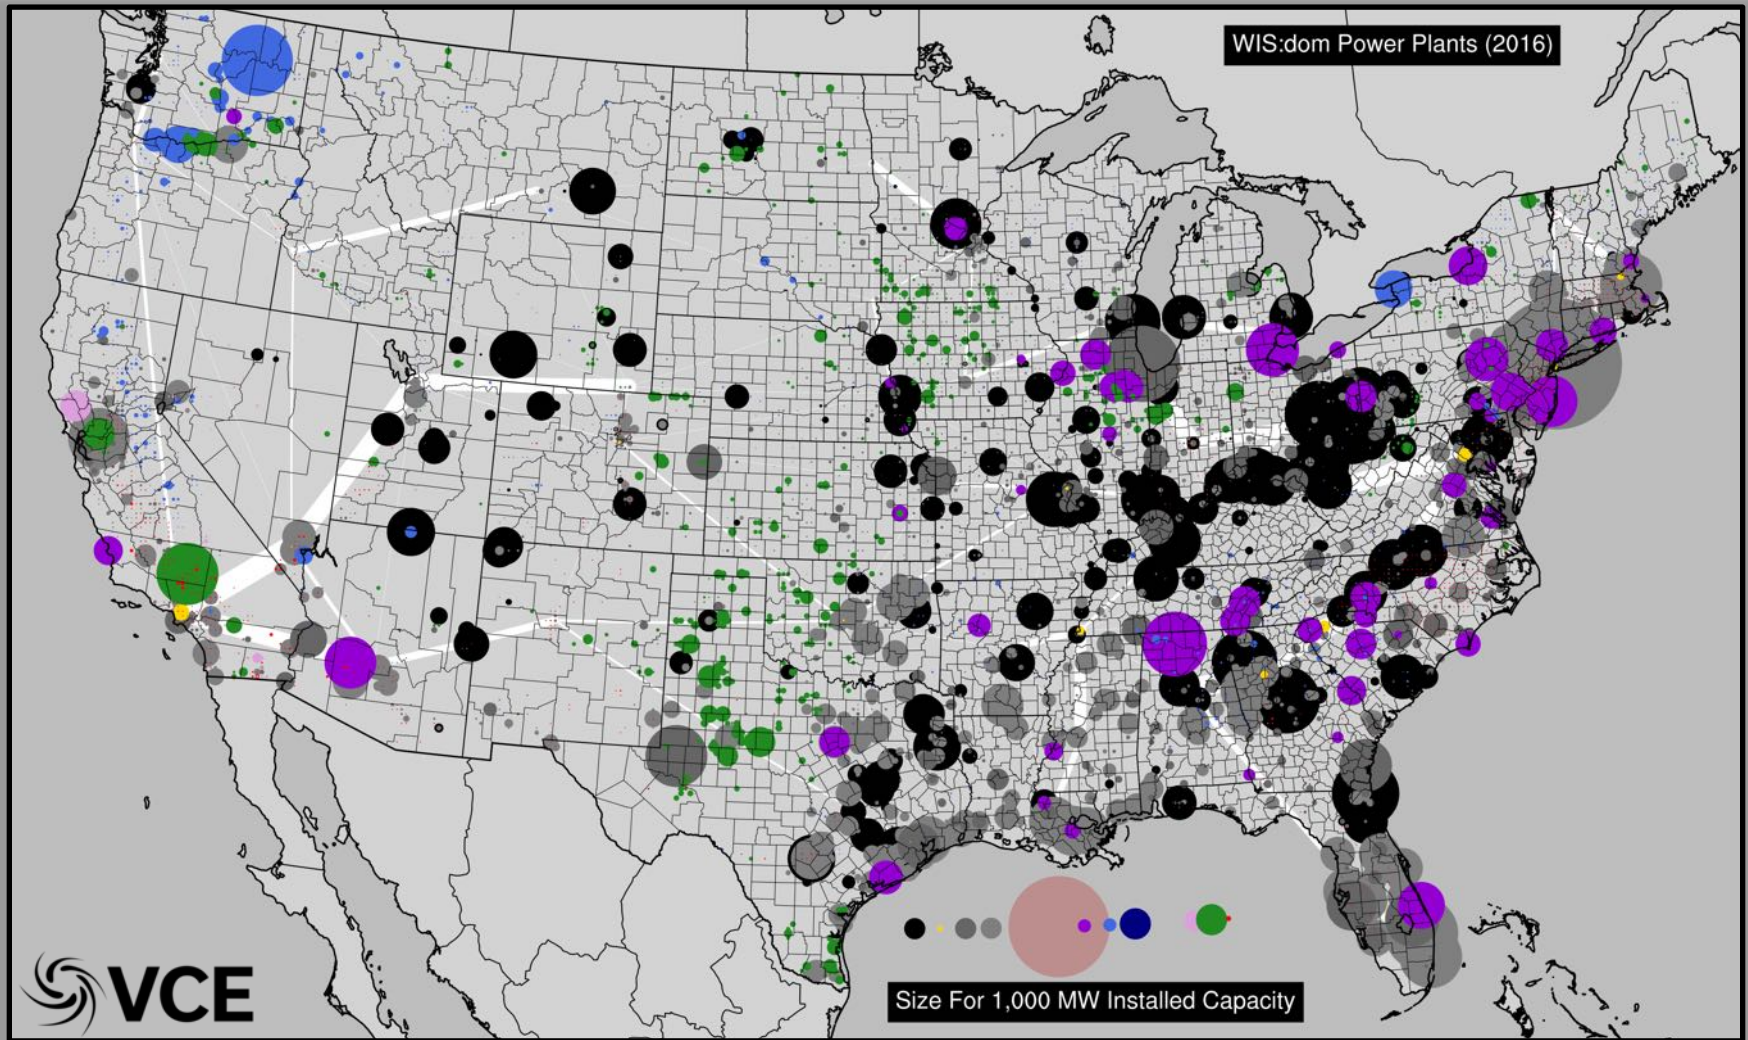 WIS:dom Power Plants (2016)
VCE
Size For 1,000 MW Installed Capacity